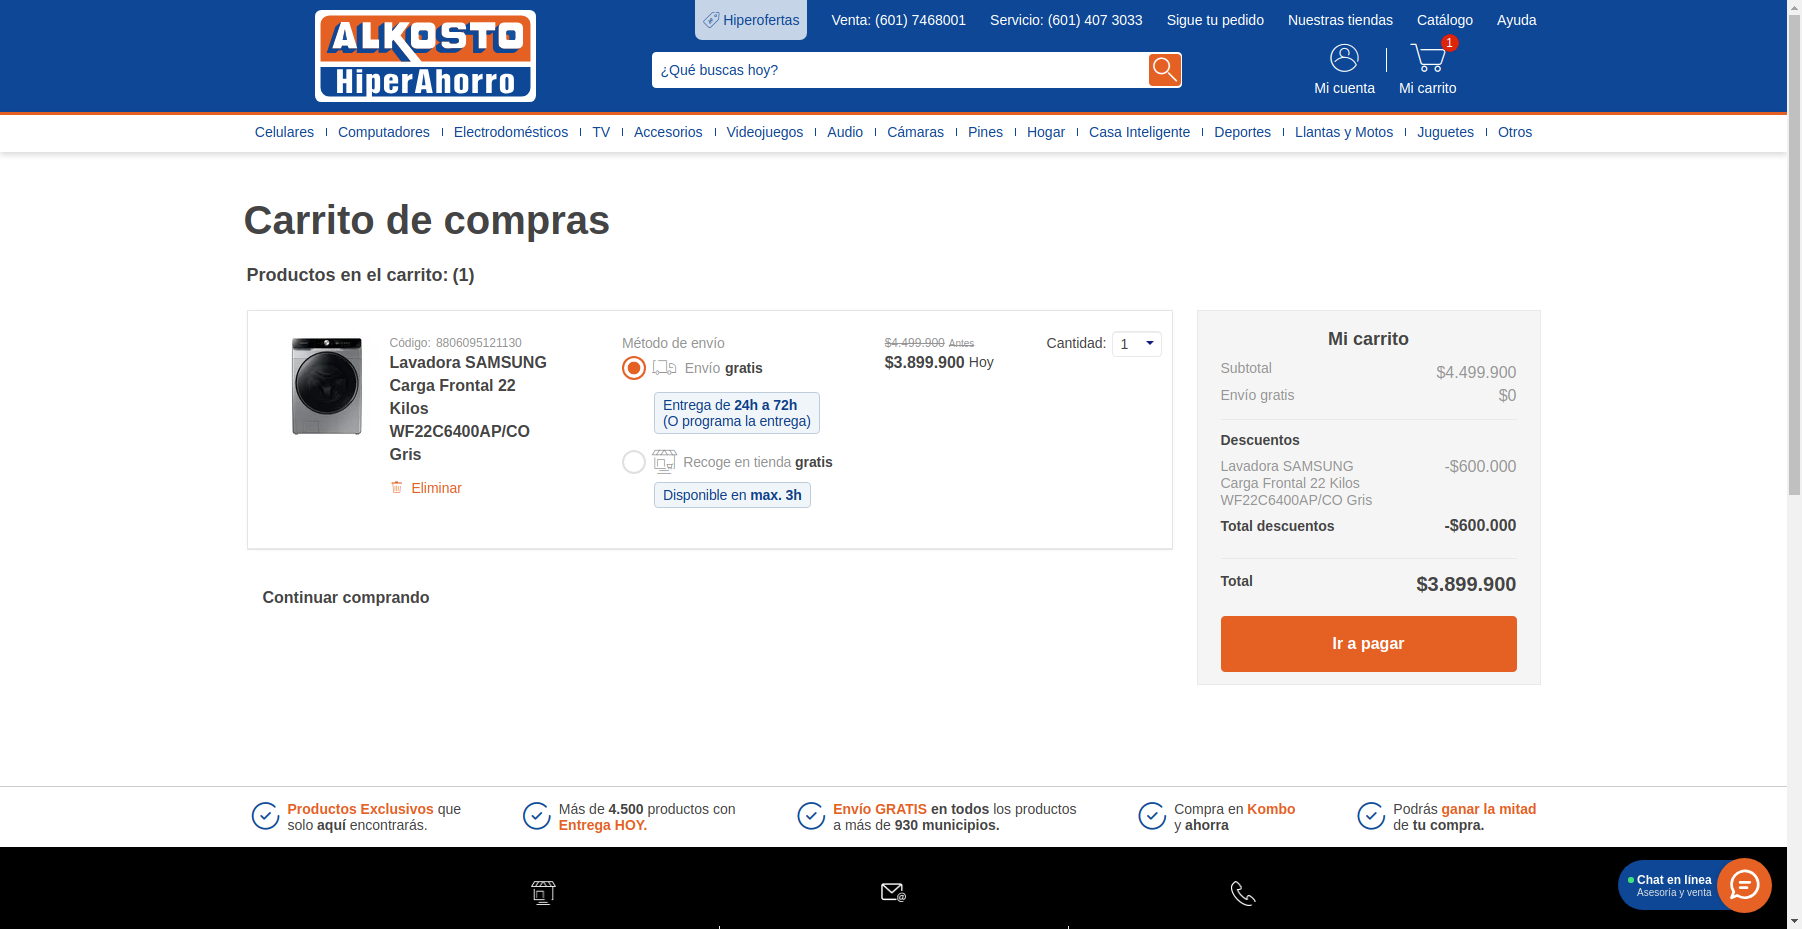 ALKOSTO
HiperAhorro
Hiperofertas
Venta: (601) 7468001
Servicio: (601) 407 3033
Sigue tu pedido
Nuestras tiendas
Catálogo
Ayuda
¿Qué buscas hoy?
Mi cuenta
1
Mi carrito
Celulares
Computadores
Electrodomésticos
TV
Accesorios
Videojuegos
Audio
Cámaras
Pines
Hogar
Casa Inteligente
Deportes
Llantas y Motos
Juguetes
Otros
Carrito de compras
Productos en el carrito: (1)
Código: 8806095121130
Lavadora SAMSUNG
Carga Frontal 22
Kilos
WF22C6400AP/CO
Gris
Eliminar
Método de envío
Envío gratis
Entrega de 24h a 72h
(O programa la entrega)
Recoge en tienda gratis
Disponible en max. 3h
$4.499.900 Antes
$3.899.900 Hoy
Cantidad: 1
Continuar comprando
Mi carrito
Subtotal $4.499.900
Envío gratis $0
Descuentos
Lavadora SAMSUNG -$600.000
Carga Frontal 22 Kilos
WF22C6400AP/CO Gris
Total descuentos -$600.000
Total $3.899.900
Ir a pagar
Productos Exclusivos que
solo aquí encontrarás.
Más de 4.500 productos con
Entrega HOY.
Envío GRATIS en todos los productos
a más de 930 municipios.
Compra en Kombo
y ahorra
Podrás ganar la mitad
de tu compra.
Chat en línea
Asesoría y venta